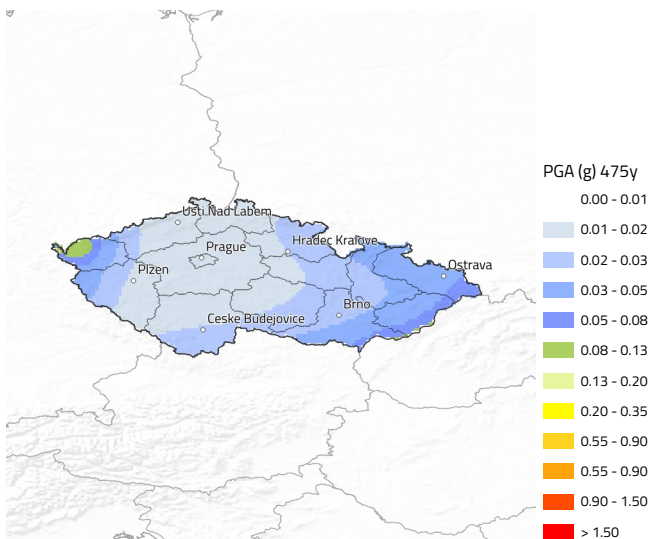 PGA (g) 475y
0.00 - 0.01
Usti Nad Labem
0.01 - 0.02
Hradec Kralove
Prague
0.02 - 0.03
Plzen
Ostrava
0.03 - 0.05
Brno
Ceske Budejovice
0.05 - 0.08
0.08 - 0.13
0.13 - 0.20
0.20 - 0.35
0.55 - 0.90
0.55 - 0.90
0.90 - 1.50
> 1.50